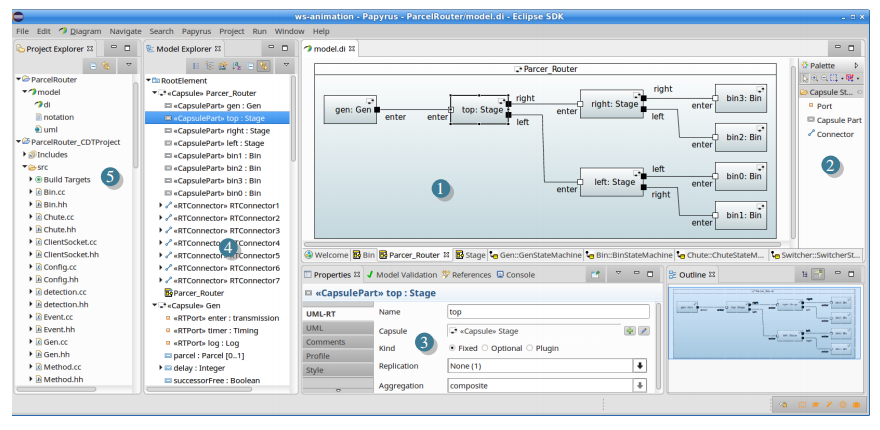 ws-animation - Papyrus - ParcelRouter/model.di - Eclipse SDK
File Edit Diagram Navigate Search Papyrus Project Run Window Help
Project Explorer
ParcelRouter
model
di
notation
uml
ParcelRouter_CDTProject
Includes
src
Build Targets
Bin.cc
Bin.hh
Chute.cc
Chute.hh
ClientSocket.cc
ClientSocket.hh
Config.cc
Config.hh
detection.cc
detection.hh
Event.cc
Event.hh
Gen.cc
Gen.hh
Method.cc
Method.hh
5
Model Explorer
RootElement
«Capsule» Parcer_Router
«CapsulePart» gen : Gen
«CapsulePart» top : Stage
«CapsulePart» right : Stage
«CapsulePart» left : Stage
«CapsulePart» bin1 : Bin
«CapsulePart» bin2 : Bin
«CapsulePart» bin3 : Bin
«CapsulePart» bin0 : Bin
«RTConnector» RTConnector1
«RTConnector» RTConnector2
«RTConnector» RTConnector3
«RTConnector» RTConnector4
«RTConnector» RTConnector5
«RTConnector» RTConnector6
«RTConnector» RTConnector7
Parcer_Router
«Capsule» Gen
«RTPort» enter : transmission
«RTPort» timer : Timing
«RTPort» log : Log
parcel : Parcel [0..1]
delay : Integer
successorFree : Boolean
4
model.di
Parcer_Router
gen: Gen
enter
enter
top: Stage
right
left
enter
right: Stage
right
left
enter
bin3: Bin
enter
bin2: Bin
enter
left: Stage
left
right
enter
bin0: Bin
enter
bin1: Bin
1
Palette
Capsule St...
Port
Capsule Part
Connector
2
Welcome Bin Parcer_Router Stage Gen::GenStateMachine Bin::BinStateMachine Chute::ChuteStateM... Switcher::SwitcherSt...
Properties Model Validation References Console
«CapsulePart» top : Stage
UML-RT
UML
Comments
Profile
Style
Name top
Capsule «Capsule» Stage
Kind Fixed Optional Plugin
Replication None (1)
Aggregation composite
3
Outline